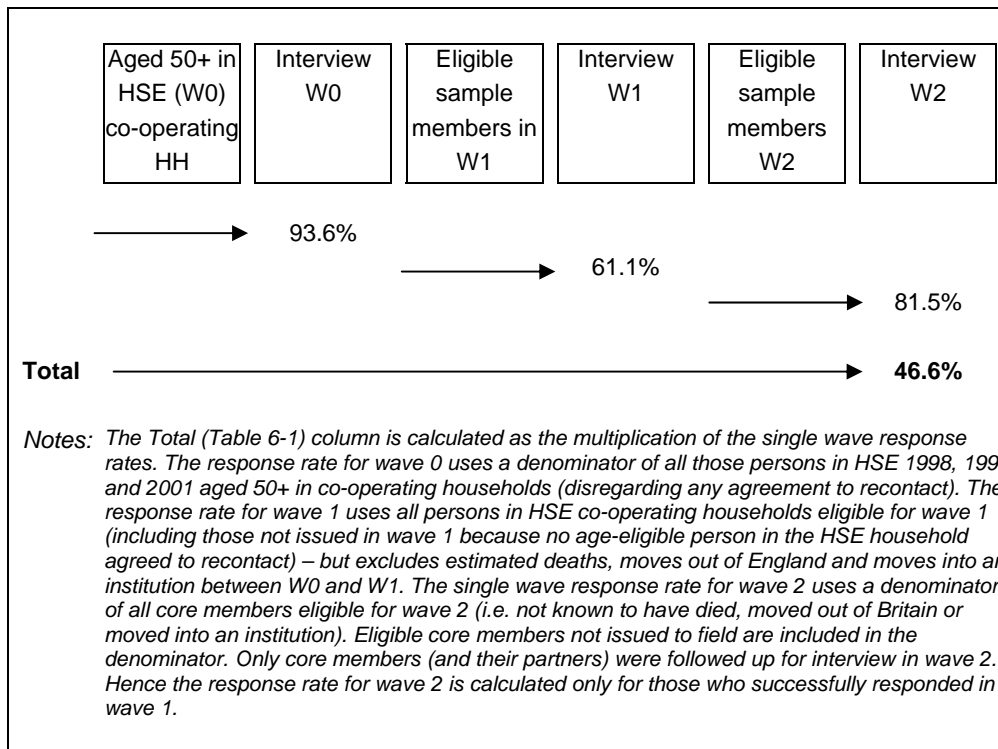 Aged 50+ in
HSE (W0)
co-operating
HH
Interview
W0
Eligible
sample
members in
W1
Interview
W1
Eligible
sample
members
W2
Interview
W2
93.6%
61.1%
81.5%
Total 46.6%
Notes: The Total (Table 6-1) column is calculated as the multiplication of the single wave response
rates. The response rate for wave 0 uses a denominator of all those persons in HSE 1998, 199
and 2001 aged 50+ in co-operating households (disregarding any agreement to recontact). The
response rate for wave 1 uses all persons in HSE co-operating households eligible for wave 1
(including those not issued in wave 1 because no age-eligible person in the HSE household
agreed to recontact) – but excludes estimated deaths, moves out of England and moves into an
institution between W0 and W1. The single wave response rate for wave 2 uses a denominator
of all core members eligible for wave 2 (i.e. not known to have died, moved out of Britain or
moved into an institution). Eligible core members not issued to field are included in the
denominator. Only core members (and their partners) were followed up for interview in wave 2.
Hence the response rate for wave 2 is calculated only for those who successfully responded in
wave 1.